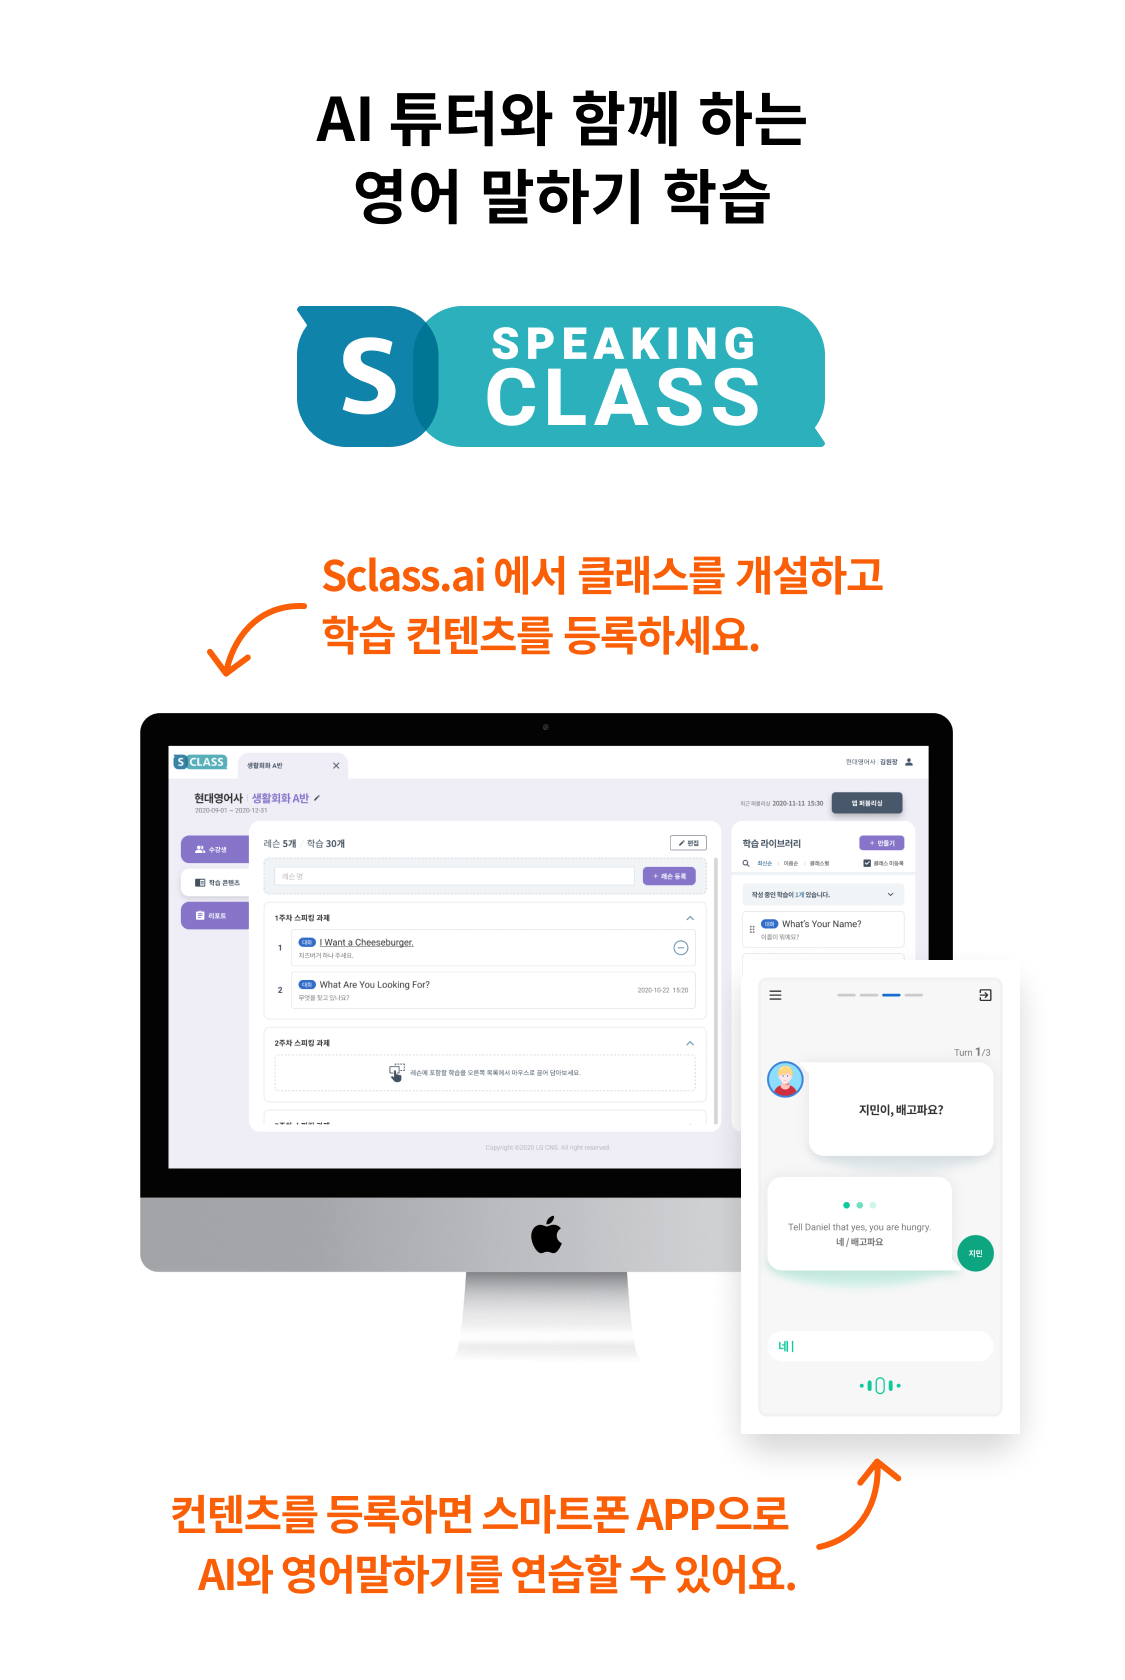 AI 튜터와 함께 하는
영어 말하기 학습
S
SPEAKING
CLASS
Sclass.ai 에서 클래스를 개설하고
학습 컨텐츠를 등록하세요.
S CLASS
생활회화 A반
현대영어사 김원장
현대영어사 생활회화 A반
2020-09-01 ~ 2020-12-31
최근 퍼블리싱 2020-11-11 15:30
앱 퍼블리싱
수강생
학습 콘텐츠
리포트
레슨 5개 / 학습 30개
편집
레슨 명
+ 레슨 등록
1주차 스피킹 과제
1
대화 I Want a Cheeseburger.
치즈버거 하나 주세요.
2
대화 What Are You Looking For?
무엇을 찾고 있나요?
2020-10-22 15:20
2주차 스피킹 과제
레슨에 포함할 학습을 오른쪽 목록에서 마우스로 끌어 담아보세요.
학습 라이브러리
+ 만들기
최신순
이름순
클래스별
클래스 미등록
작성 중인 학습이 1개 있습니다.
대화 What's Your Name?
이름이 뭐예요?
Copyright ©2020 LG CNS. All right reserved.
Turn 1/3
지민이, 배고파요?
Tell Daniel that yes, you are hungry.
네 / 배고파요
지민
네
컨텐츠를 등록하면 스마트폰 APP으로
AI와 영어말하기를 연습할 수 있어요.